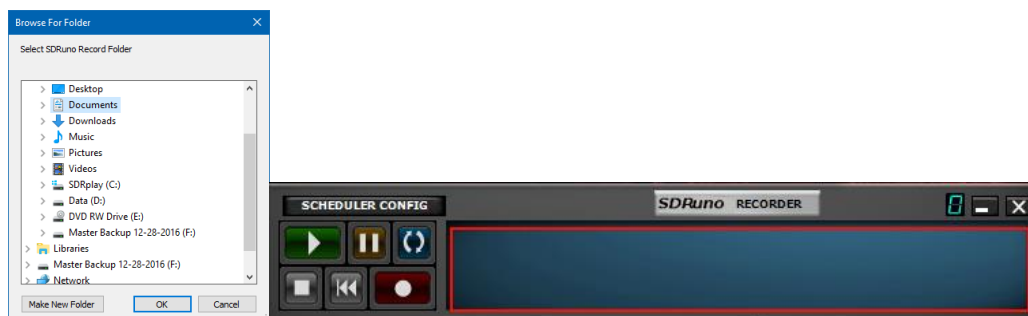 Browse For Folder
Select SDRuno Record Folder
Desktop
Documents
Downloads
Music
Pictures
Videos
SDRplay (C:)
Data (D:)
DVD RW Drive (E:)
Master Backup 12-28-2016 (F:)
Libraries
Master Backup 12-28-2016 (F:)
Network
Make New Folder OK Cancel
SCHEDULER CONFIG SDRuno RECORDER